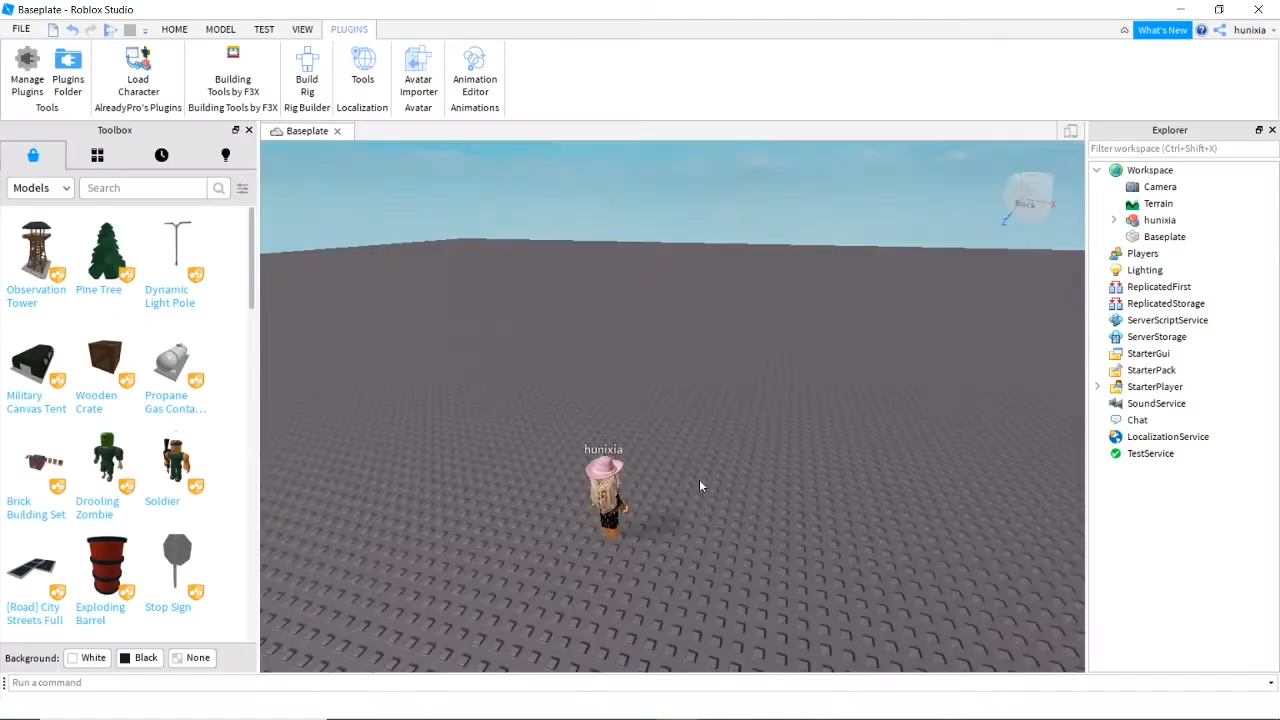 Baseplate - Roblox Studio
FILE HOME MODEL TEST VIEW PLUGINS What's New hunixia
Manage Plugins
Plugins Folder
Tools
Load Character
AlreadyPro's Plugins
Building Tools by F3X
Building Tools by F3X
Build Rig
Rig Builder
Tools
Localization
Avatar Importer
Avatar
Animation Editor
Animations
Toolbox
Models
Search
Observation Tower
Pine Tree
Dynamic Light Pole
Military Canvas Tent
Wooden Crate
Propane Gas Conta...
Brick Building Set
Drooling Zombie
Soldier
[Road] City Streets Full
Exploding Barrel
Stop Sign
Background: White Black None
Baseplate
Back
X
Z
hunixia
Explorer
Filter workspace (Ctrl+Shift+X)
Workspace
Camera
Terrain
hunixia
Baseplate
Players
Lighting
ReplicatedFirst
ReplicatedStorage
ServerScriptService
ServerStorage
StarterGui
StarterPack
StarterPlayer
SoundService
Chat
LocalizationService
TestService
Run a command